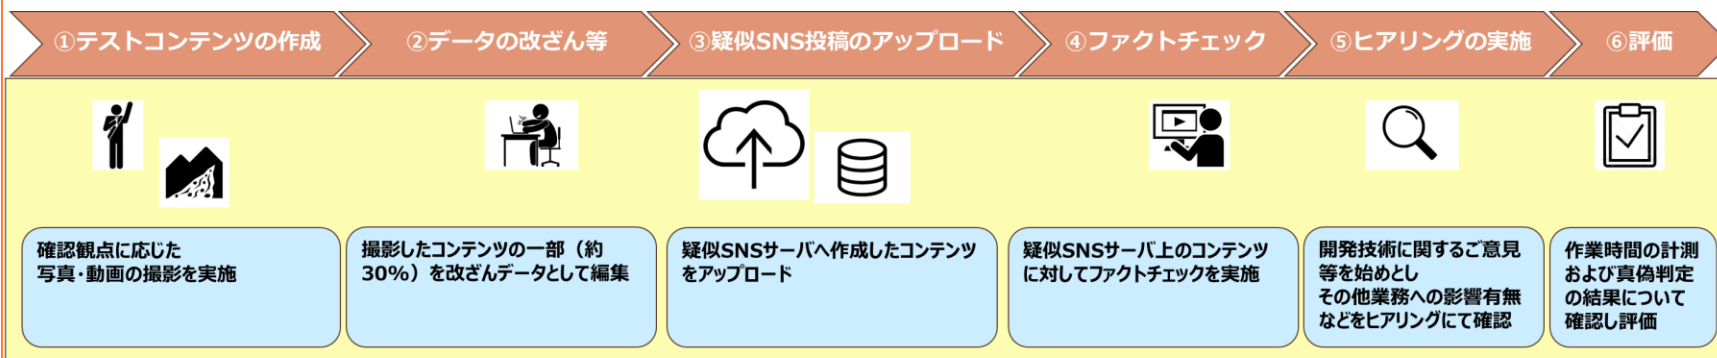 ①テストコンテンツの作成
②データの改ざん等
③疑似SNS投稿のアップロード
④ファクトチェック
⑤ヒアリングの実施
⑥評価
確認観点に応じた
写真・動画の撮影を実施
撮影したコンテンツの一部（約
30%）を改ざんデータとして編集
疑似SNSサーバへ作成したコンテンツ
をアップロード
疑似SNSサーバ上のコンテンツ
に対してファクトチェックを実施
開発技術に関するご意見
等を始めとし
その他業務への影響有無
などをヒアリングにて確認
作業時間の計測
および真偽判定
の結果について
確認し評価